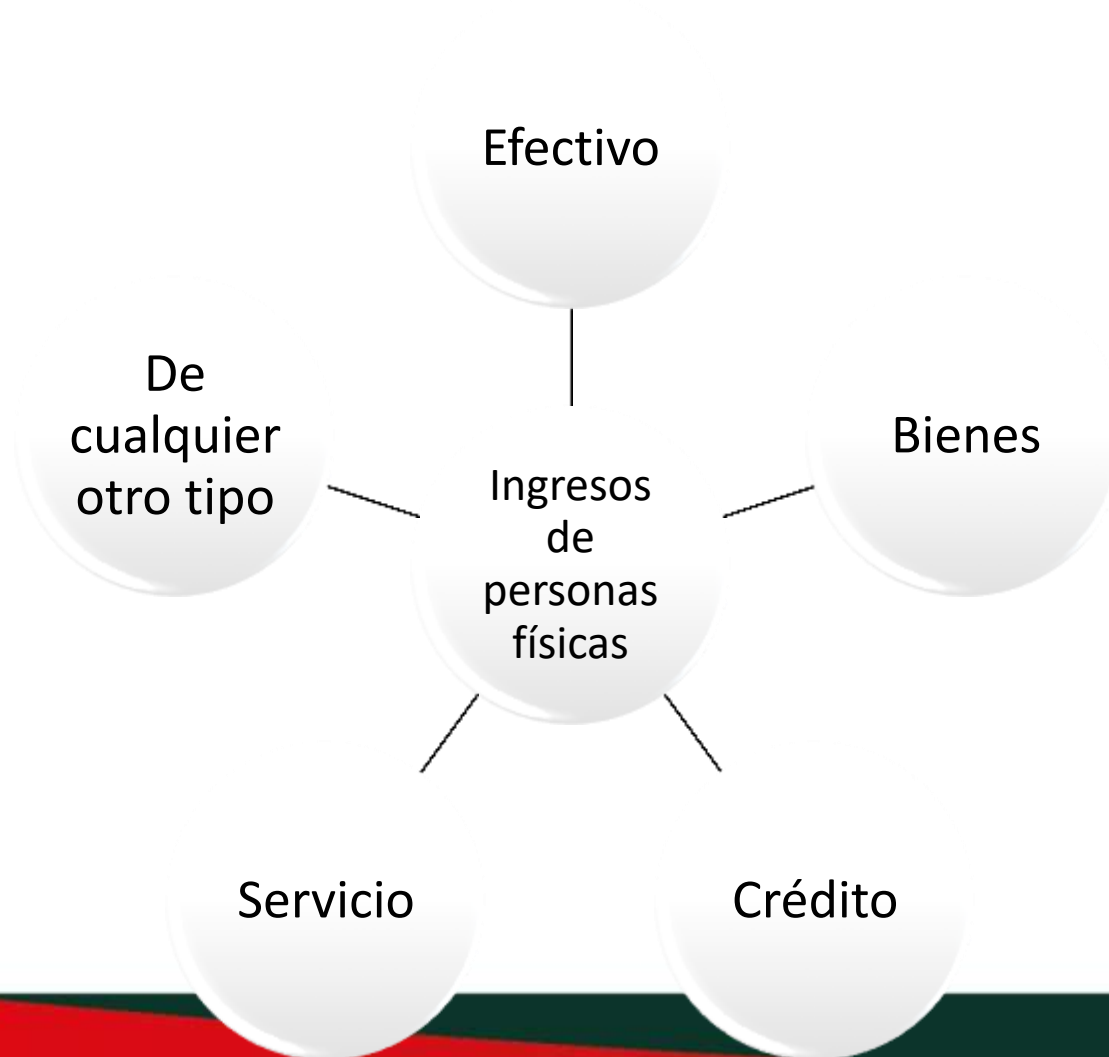 Efectivo
De
cualquier
otro tipo
Bienes
Ingresos
de
personas
físicas
Servicio
Crédito